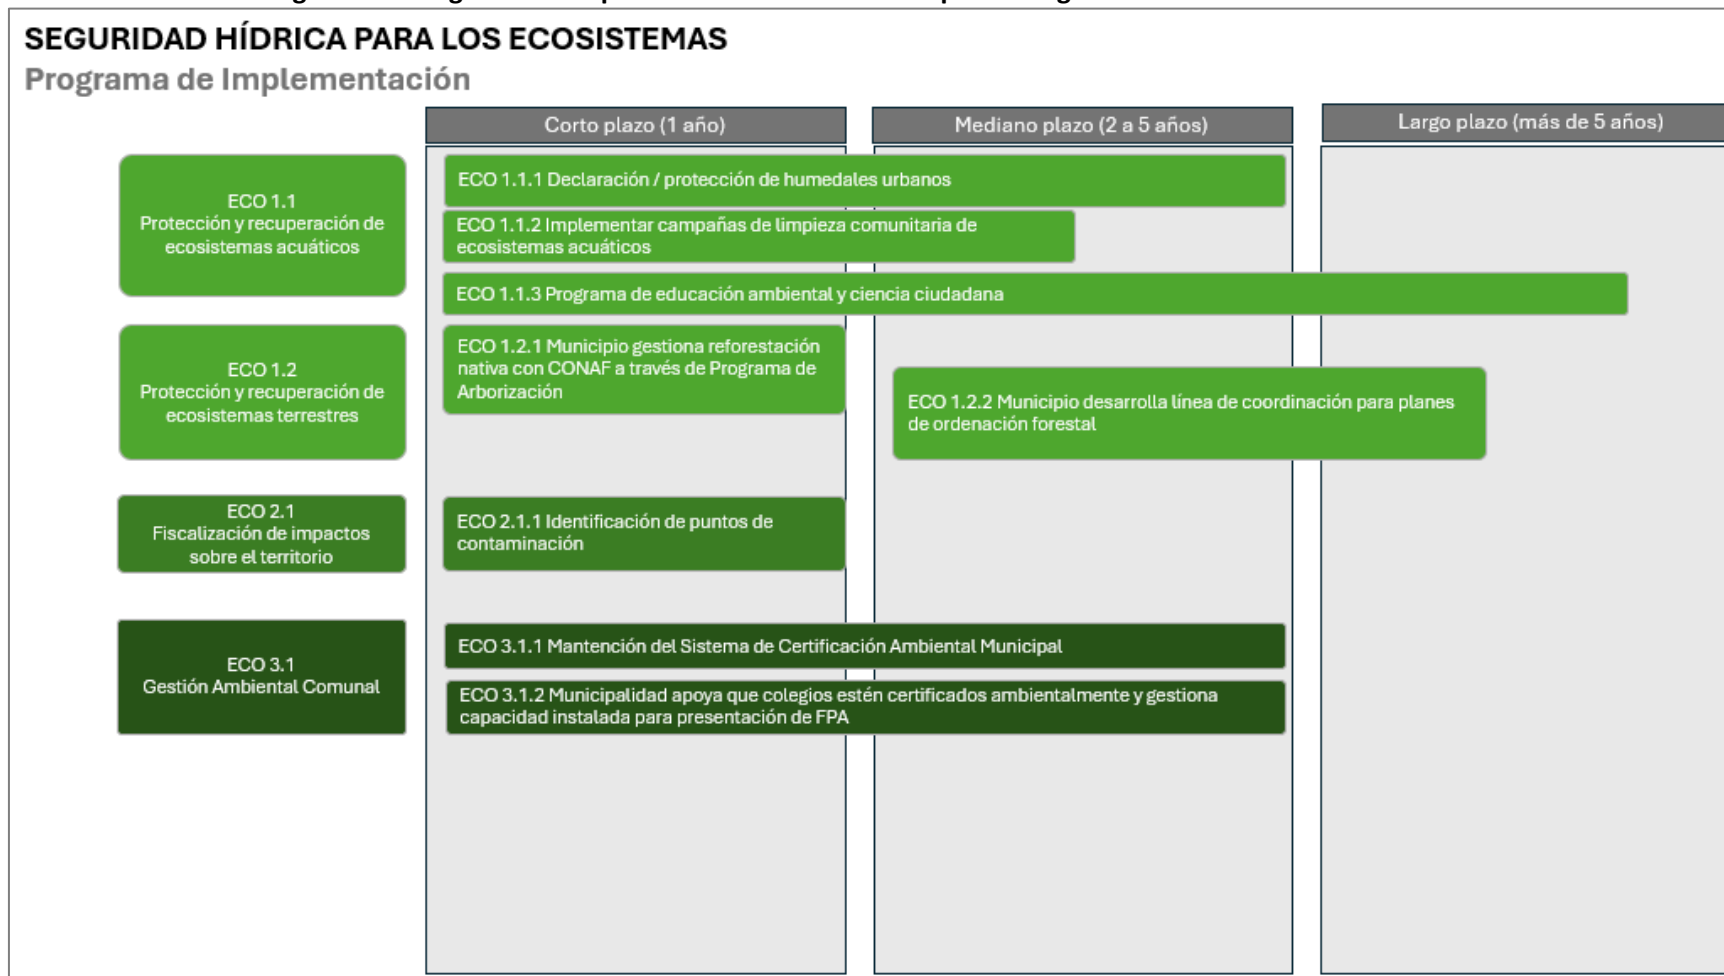 SEGURIDAD HÍDRICA PARA LOS ECOSISTEMAS
Programa de Implementación
Corto plazo (1 año)
Mediano plazo (2 a 5 años)
Largo plazo (más de 5 años)
ECO 1.1
Protección y recuperación de
ecosistemas acuáticos
ECO 1.1.1 Declaración / protección de humedales urbanos
ECO 1.1.2 Implementar campañas de limpieza comunitaria de
ecosistemas acuáticos
ECO 1.1.3 Programa de educación ambiental y ciencia ciudadana
ECO 1.2
Protección y recuperación de
ecosistemas terrestres
ECO 1.2.1 Municipio gestiona reforestación
nativa con CONAF a través de Programa de
Arborización
ECO 1.2.2 Municipio desarrolla línea de coordinación para planes
de ordenación forestal
ECO 2.1
Fiscalización de impactos
sobre el territorio
ECO 2.1.1 Identificación de puntos de
contaminación
ECO 3.1
Gestión Ambiental Comunal
ECO 3.1.1 Mantención del Sistema de Certificación Ambiental Municipal
ECO 3.1.2 Municipalidad apoya que colegios estén certificados ambientalmente y gestiona
capacidad instalada para presentación de FPA